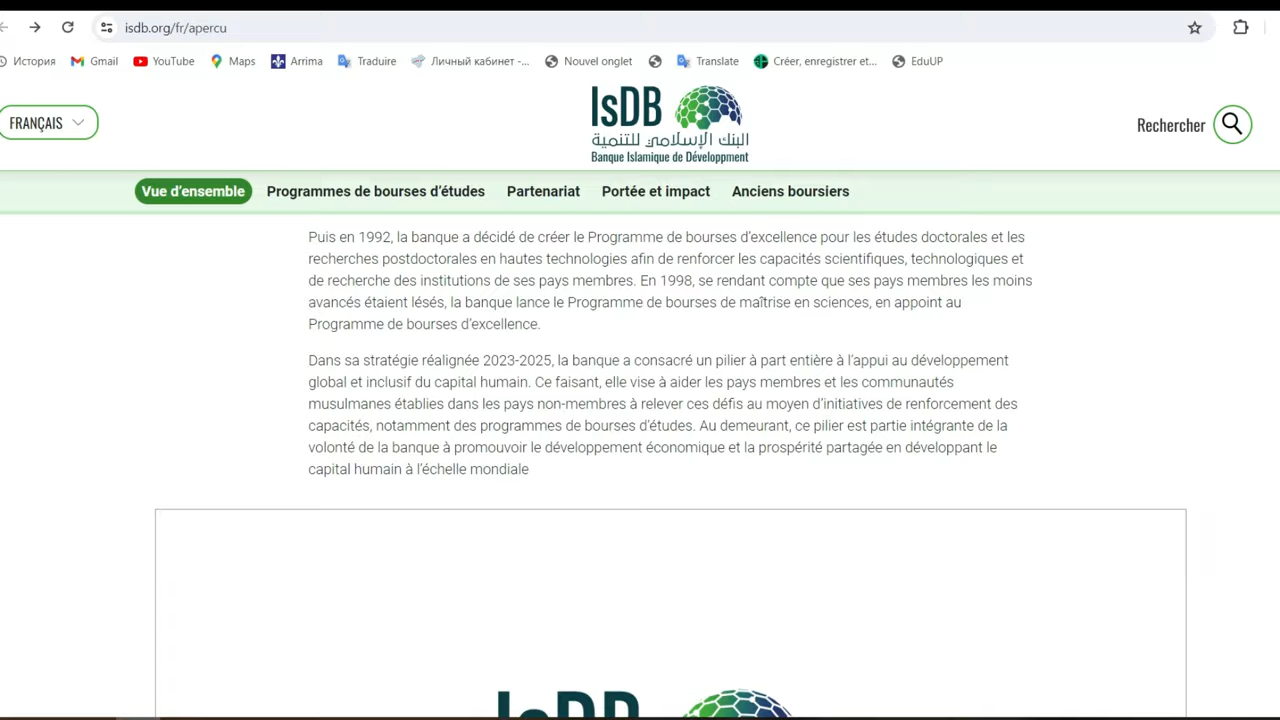 isdb.org/fr/apercu
История Gmail YouTube Maps Arrima Traduire Личный кабинет -... Nouvel onglet Translate Créer, enregistrer et... EduUP
FRANÇAIS
IsDB
البنك الإسلامي للتنمية
Banque Islamique de Développment
Rechercher
Vue d’ensemble Programmes de bourses d’études Partenariat Portée et impact Anciens boursiers
Puis en 1992, la banque a décidé de créer le Programme de bourses d’excellence pour les études doctorales et les
recherches postdoctorales en hautes technologies afin de renforcer les capacités scientifiques, technologiques et
de recherche des institutions de ses pays membres. En 1998, se rendant compte que ses pays membres les moins
avancés étaient lésés, la banque lance le Programme de bourses de maîtrise en sciences, en appoint au
Programme de bourses d’excellence.
Dans sa stratégie réalignée 2023-2025, la banque a consacré un pilier à part entière à l’appui au développement
global et inclusif du capital humain. Ce faisant, elle vise à aider les pays membres et les communautés
musulmanes établies dans les pays non-membres à relever ces défis au moyen d’initiatives de renforcement des
capacités, notamment des programmes de bourses d’études. Au demeurant, ce pilier est partie intégrante de la
volonté de la banque à promouvoir le développement économique et la prospérité partagée en développant le
capital humain à l’échelle mondiale
IsDB